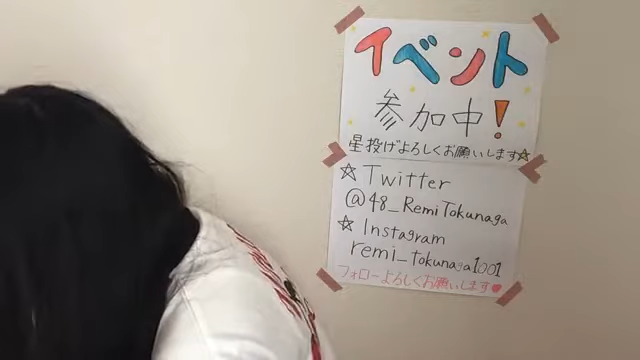 イベント
参加中!
星投げよろしくお願いします☆
☆Twitter
@48_RemiTokunaga
☆Instagram
remi_tokunaga1001
フォローよろしくお願いします♥